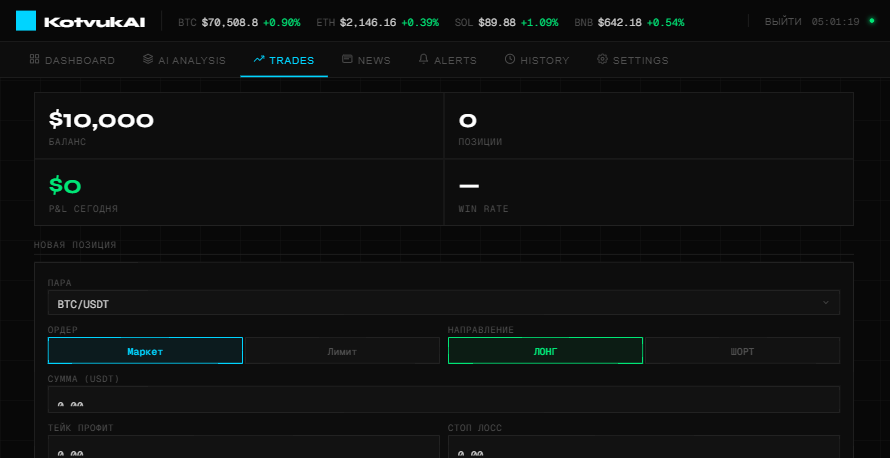 KotvukAI BTC $70,508.8 +0.90% ETH $2,146.16 +0.39% SOL $89.88 +1.09% BNB $642.18 +0.54% ВЫЙТИ 05:01:19
DASHBOARD AI ANALYSIS TRADES NEWS ALERTS HISTORY SETTINGS
$10,000 0
БАЛАНС ПОЗИЦИИ
$0 —
P&L СЕГОДНЯ WIN RATE
НОВАЯ ПОЗИЦИЯ
ПАРА
BTC/USDT
ОРДЕР НАПРАВЛЕНИЕ
Маркет Лимит ЛОНГ ШОРТ
СУММА (USDT)
0.00
ТЕЙК ПРОФИТ СТОП ЛОСС
0.00 0.00